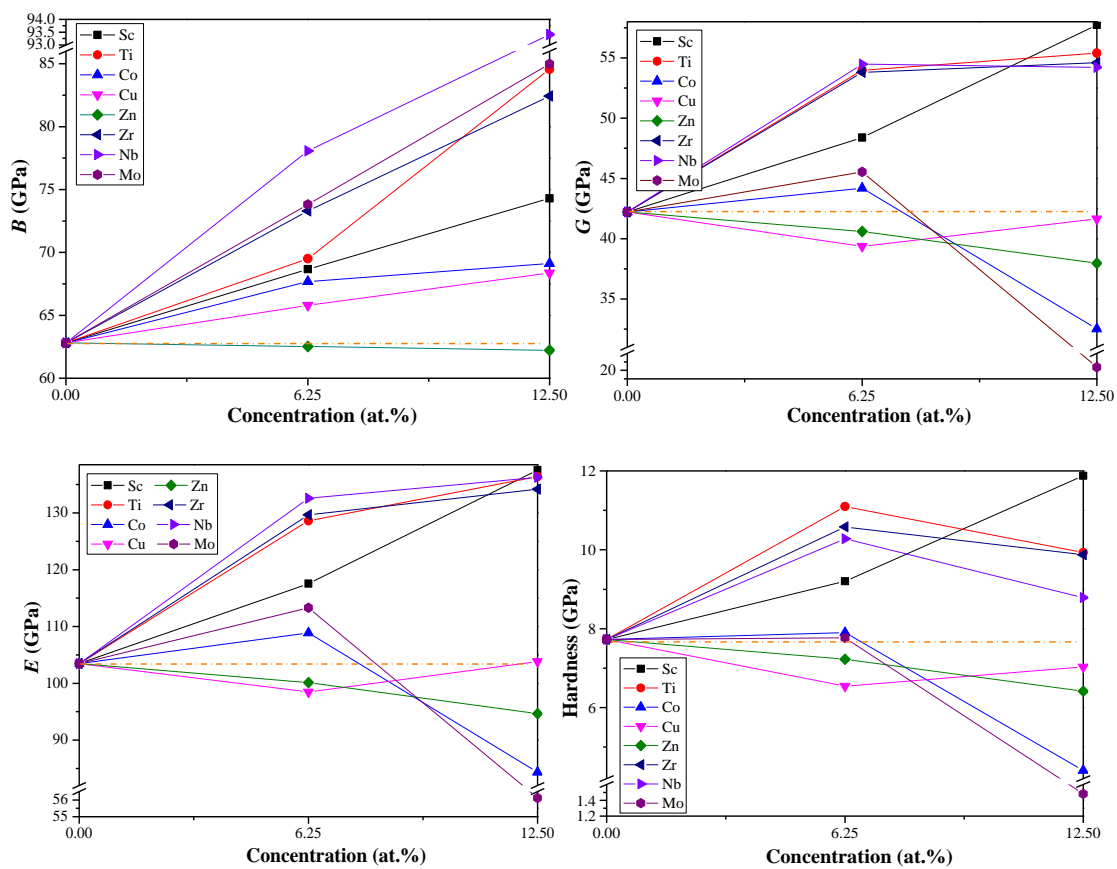 94.0
93.5
93.0
85
80
75
70
65
60
B (GPa)
Sc
Ti
Co
Cu
Zn
Zr
Nb
Mo
0.00
6.25
12.50
Concentration (at.%)
55
50
45
40
35
20
G (GPa)
Sc
Ti
Co
Cu
Zn
Zr
Nb
Mo
0.00
6.25
12.50
Concentration (at.%)
130
120
110
100
90
56
55
E (GPa)
Sc Zn
Ti Zr
Co Nb
Cu Mo
0.00
6.25
12.50
Concentration (at.%)
12
10
8
6
1.4
1.2
Hardness (GPa)
Sc
Ti
Co
Cu
Zn
Zr
Nb
Mo
0.00
6.25
12.50
Concentration (at.%)